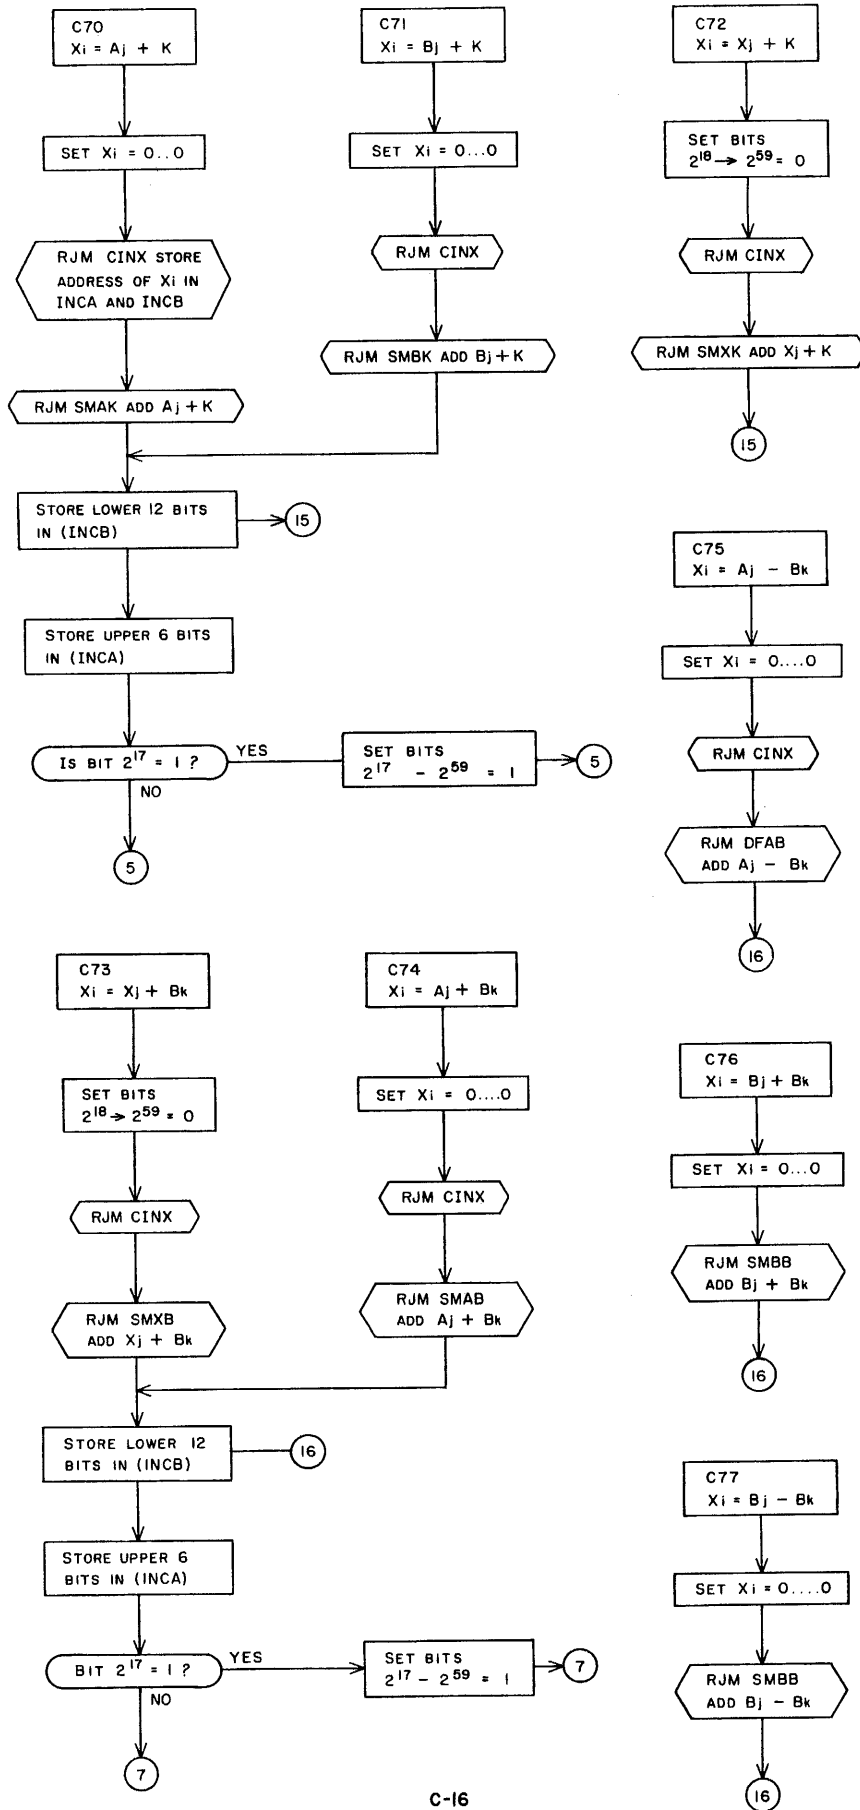 C70
Xi = Aj + K
SET Xi = 0..0
RJM CINX STORE
ADDRESS OF Xi IN
INCA AND INCB
RJM SMAK ADD Aj + K
C71
Xi = Bj + K
SET Xi = 0...0
RJM CINX
RJM SMBK ADD Bj + K
C72
Xi = Xj + K
SET BITS
2^18 → 2^59 = 0
RJM CINX
RJM SMXK ADD Xj + K
15
STORE LOWER 12 BITS
IN (INCB)
15
STORE UPPER 6 BITS
IN (INCA)
IS BIT 2^17 = 1 ?
YES
NO
SET BITS
2^17 - 2^59 = 1
5
5
C75
Xi = Aj - Bk
SET Xi = 0....0
RJM CINX
RJM DFAB
ADD Aj - Bk
16
C73
Xi = Xj + Bk
SET BITS
2^18 → 2^59 = 0
RJM CINX
RJM SMXB
ADD Xj + Bk
C74
Xi = Aj + Bk
SET Xi = 0....0
RJM CINX
RJM SMAB
ADD Aj + Bk
C76
Xi = Bj + Bk
SET Xi = 0...0
RJM SMBB
ADD Bj + Bk
16
STORE LOWER 12
BITS IN (INCB)
16
STORE UPPER 6
BITS IN (INCA)
BIT 2^17 = 1 ?
YES
NO
SET BITS
2^17 - 2^59 = 1
7
7
C77
Xi = Bj - Bk
SET Xi = 0....0
RJM SMBB
ADD Bj - Bk
16
C-16